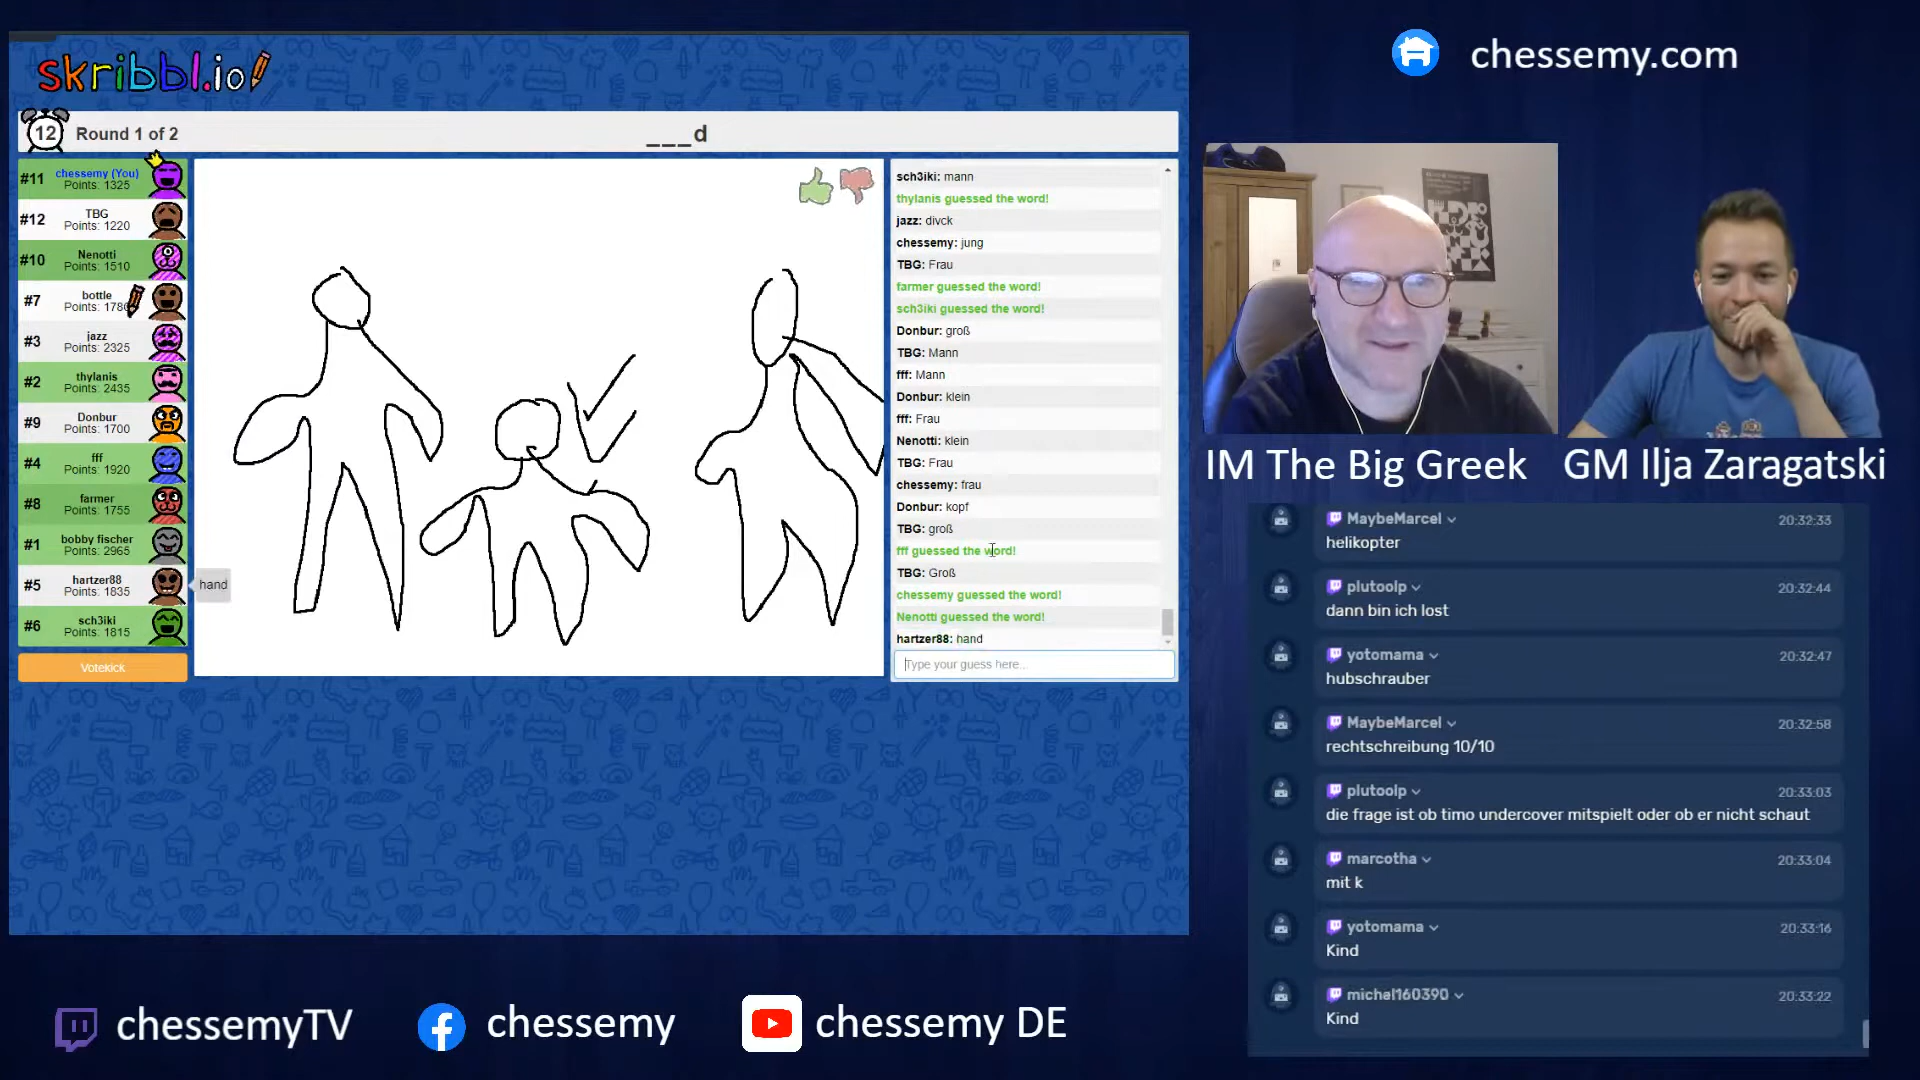 skribbl.io
12 Round 1 of 2
___d
#11 chessemy (You)
Points: 1325
#12 TBG
Points: 1220
#10 Nenotti
Points: 1510
#7 bottle
Points: 1780
#3 jazz
Points: 2325
#2 thylanis
Points: 2435
#9 Donbur
Points: 1700
#4 fff
Points: 1920
#8 farmer
Points: 1755
#1 bobby fischer
Points: 2965
#5 hartzer88
Points: 1835
hand
#6 sch3iki
Points: 1815
Votekick
sch3iki: mann
thylanis guessed the word!
jazz: divck
chessemy: jung
TBG: Frau
farmer guessed the word!
sch3iki guessed the word!
Donbur: groß
TBG: Mann
fff: Mann
Donbur: klein
fff: Frau
Nenotti: klein
TBG: Frau
chessemy: frau
Donbur: kopf
TBG: groß
fff guessed the word!
TBG: Groß
chessemy guessed the word!
Nenotti guessed the word!
hartzer88: hand
Type your guess here...
chessemy.com
IM The Big Greek
GM Ilja Zaragatski
MaybeMarcel 20:32:33
helikopter
plutoolp 20:32:44
dann bin ich lost
yotomama 20:32:47
hubschrauber
MaybeMarcel 20:32:58
rechtschreibung 10/10
plutoolp 20:33:03
die frage ist ob timo undercover mitspielt oder ob er nicht schaut
marcotha 20:33:04
mit k
yotomama 20:33:16
Kind
michal160390 20:33:22
Kind
chessemyTV
chessemy
chessemy DE